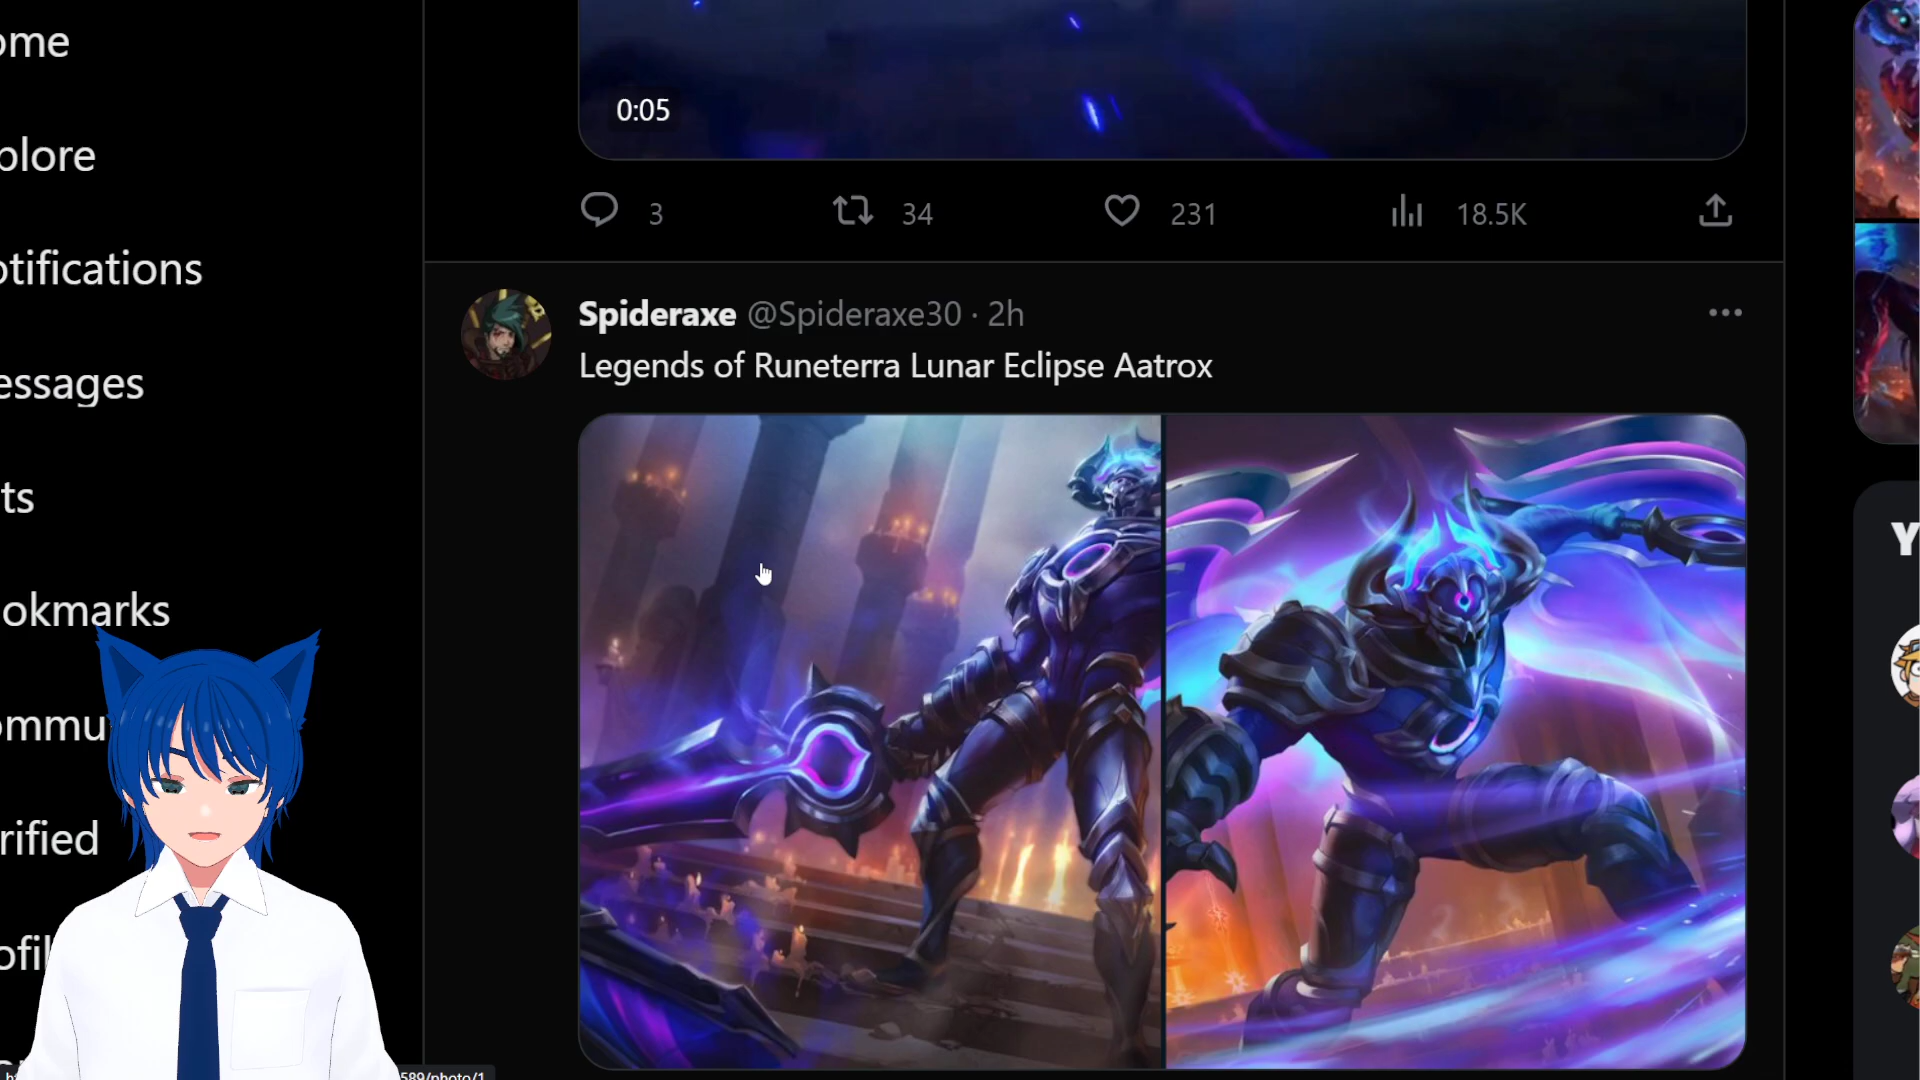 ome
plore
otifications
essages
ts
okmarks
ommu
rified
ofil
0:05
3
34
231
18.5K
Spideraxe @Spideraxe30 · 2h
Legends of Runeterra Lunar Eclipse Aatrox
Y
589/photo/1